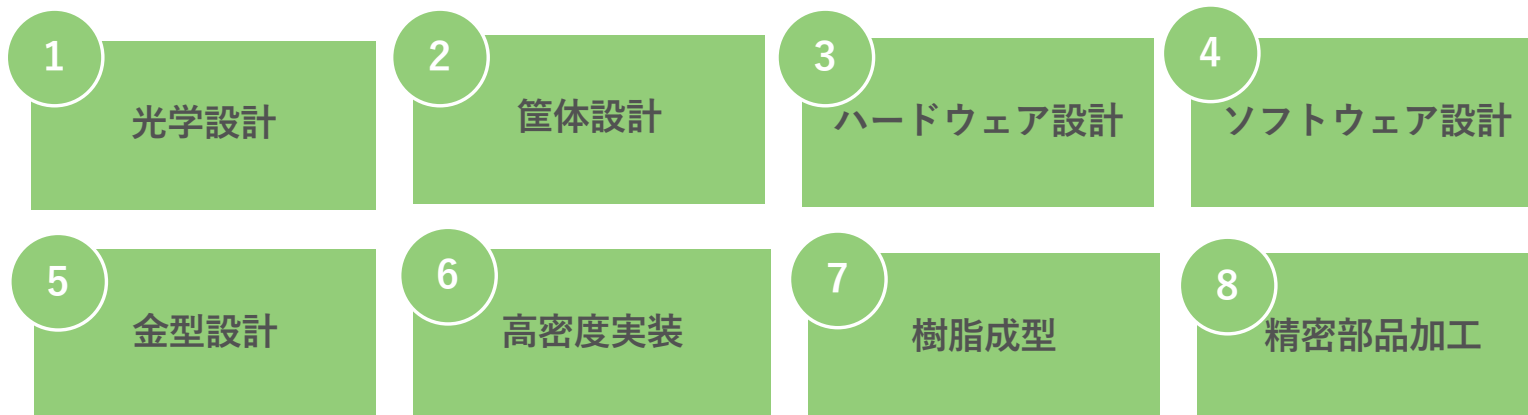 1
光学設計
2
筐体設計
3
ハードウェア設計
4
ソフトウェア設計
5
金型設計
6
高密度実装
7
樹脂成型
8
精密部品加工